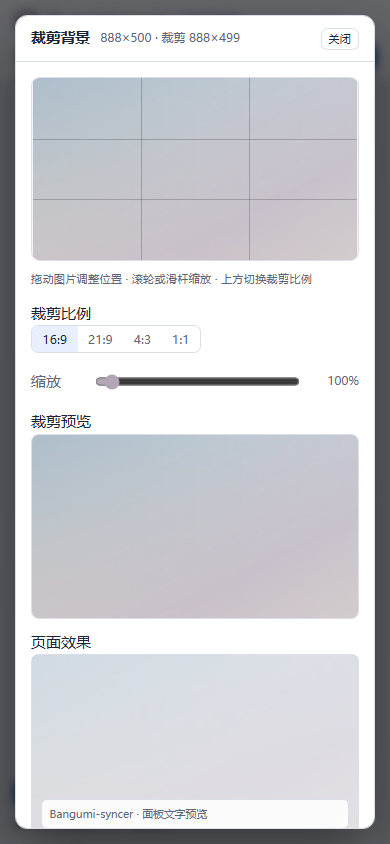 裁剪背景 888×500 · 裁剪 888×499 关闭
拖动图片调整位置 · 滚轮或滑杆缩放 · 上方切换裁剪比例
裁剪比例
16:9 21:9 4:3 1:1
缩放 100%
裁剪预览
页面效果
Bangumi-syncer · 面板文字预览